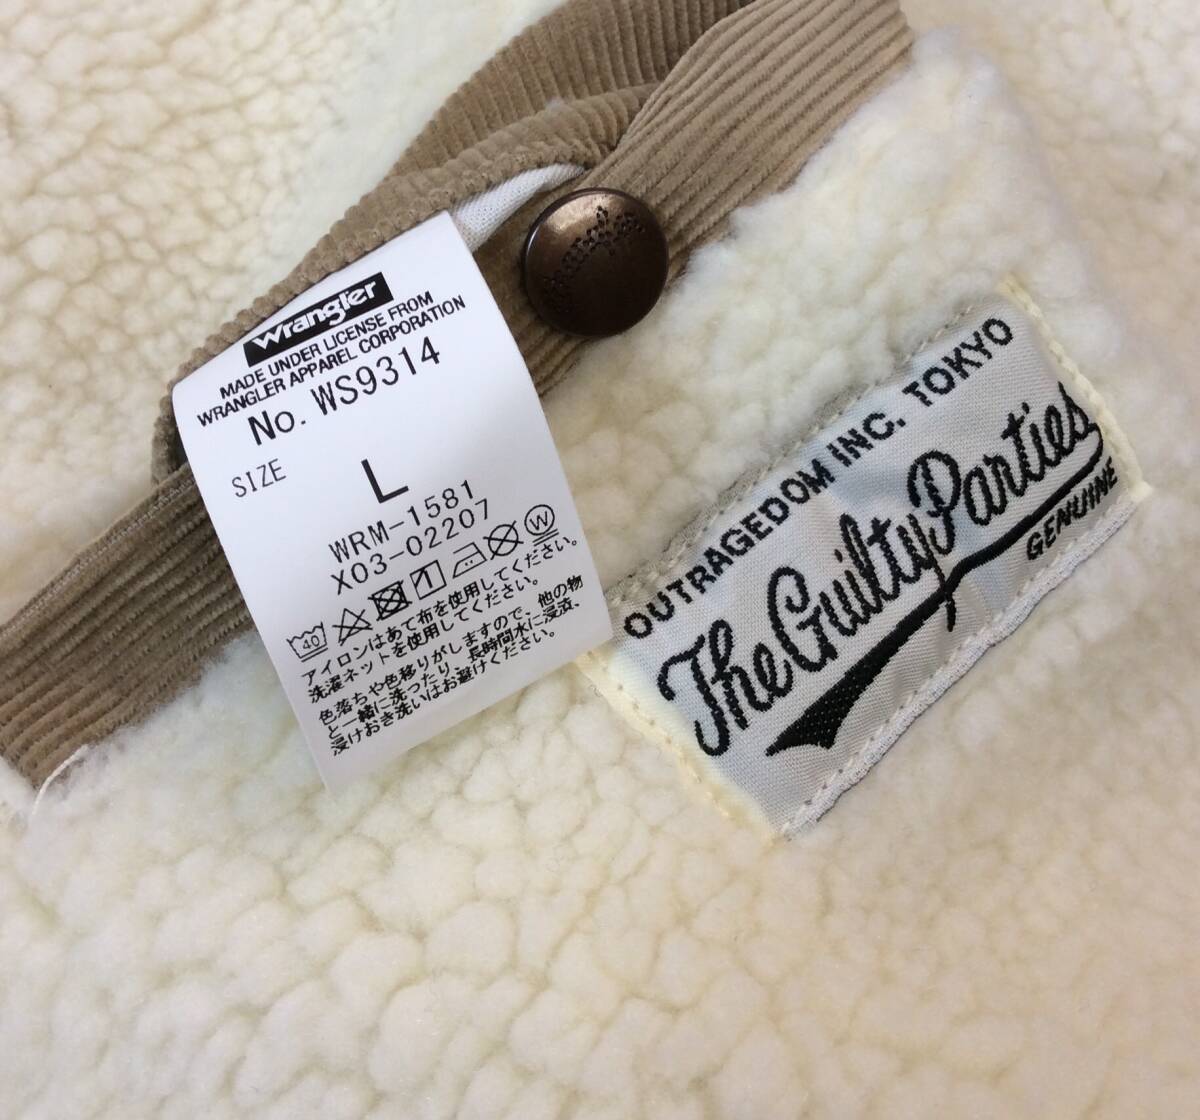 Wrangler
MADE UNDER LICENSE FROM
WRANGLER APPAREL CORPORATION
No. WS9314
SIZE
L
WRM-1581
X03-02207
40 W
アイロンはあて布を使用してください。
洗濯ネットを使用してください。
色落ちや色移りがしますので、他の物
と一緒に洗ったり、長時間水に浸漬、
浸けおき洗いはお避けください。
Wrangler
OUTRAGEDOM INC. TOKYO
The Guilty Parties
GENUINE